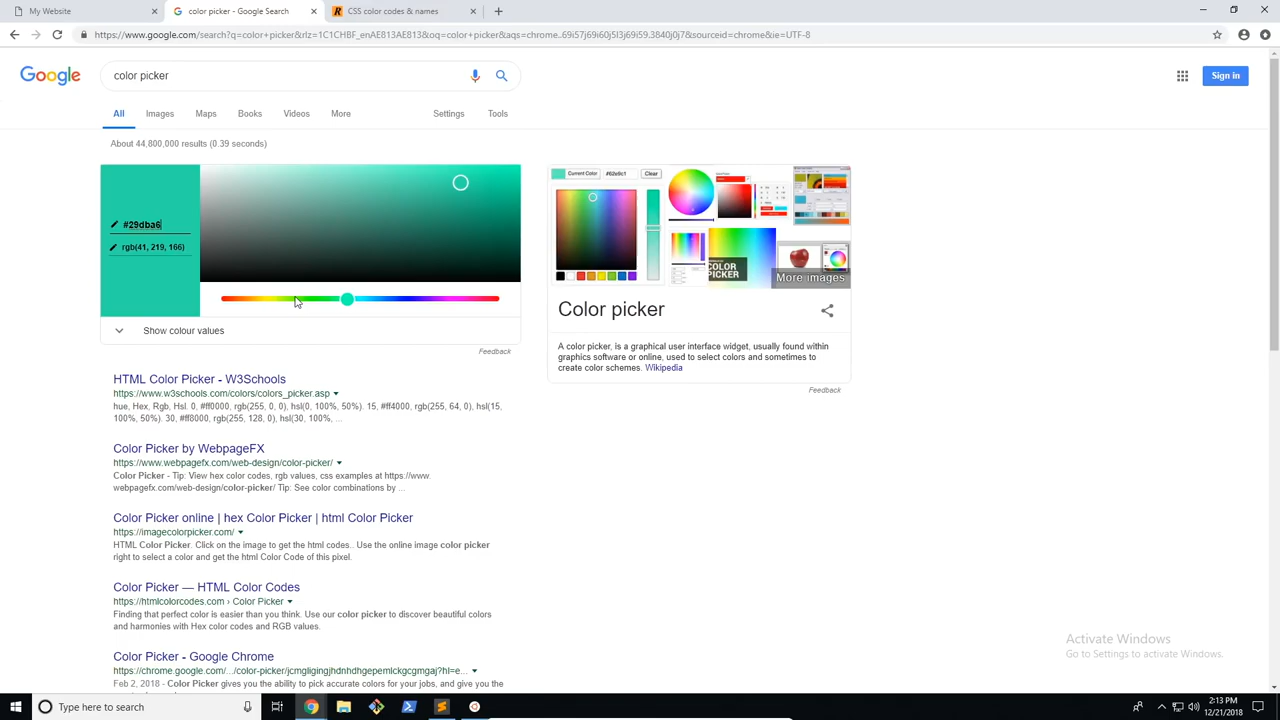 My Website
color picker - Google Search
CSS color codes & names
https://www.google.com/search?q=color+picker&rlz=1C1CHBF_enAE813AE813&oq=color+picker&aqs=chrome..69i57j69i60j5l3j69i59.3840j0j7&sourceid=chrome&ie=UTF-8
Google
color picker
Sign in
All Images Maps Books Videos More Settings Tools
About 44,800,000 results (0.39 seconds)
#29dba6
rgb(41, 219, 166)
Show colour values
Feedback
Current Color #62e9c1 Clear
COLOR
PICKER
More images
Color picker
A color picker, is a graphical user interface widget, usually found within
graphics software or online, used to select colors and sometimes to
create color schemes. Wikipedia
Feedback
HTML Color Picker - W3Schools
https://www.w3schools.com/colors/colors_picker.asp
hue, Hex, Rgb, Hsl. 0, #ff0000, rgb(255, 0, 0), hsl(0, 100%, 50%). 15, #ff4000, rgb(255, 64, 0), hsl(15,
100%, 50%). 30, #ff8000, rgb(255, 128, 0), hsl(30, 100%, ...
Color Picker by WebpageFX
https://www.webpagefx.com/web-design/color-picker/
Color Picker - Tip: View hex color codes, rgb values, css examples at https://www.
webpagefx.com/web-design/color-picker/ Tip: See color combinations by ...
Color Picker online | hex Color Picker | html Color Picker
https://imagecolorpicker.com/
HTML Color Picker. Click on the image to get the html codes.. Use the online image color picker
right to select a color and get the html Color Code of this pixel.
Color Picker — HTML Color Codes
https://htmlcolorcodes.com › Color Picker
Finding that perfect color is easier than you think. Use our color picker to discover beautiful colors
and harmonies with Hex color codes and RGB values.
Color Picker - Google Chrome
https://chrome.google.com/.../color-picker/jcmgligingjhdnhdhgepemlckgcgmgaj?hl=e...
Feb 2, 2018 - Color Picker gives you the ability to pick accurate colors for your jobs, and give you the
Activate Windows
Go to Settings to activate Windows.
Type here to search
2:13 PM
12/21/2018